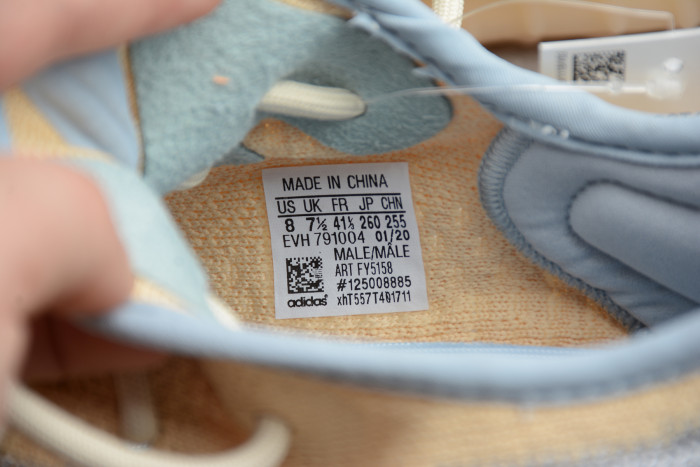 MADE IN CHINA
US UK FR JP CHN
8 7½ 41⅓ 260 255
EVH 791004 01/20
MALE/MÂLE
ART FY5158
#125008885
adidas® xhT557T401711